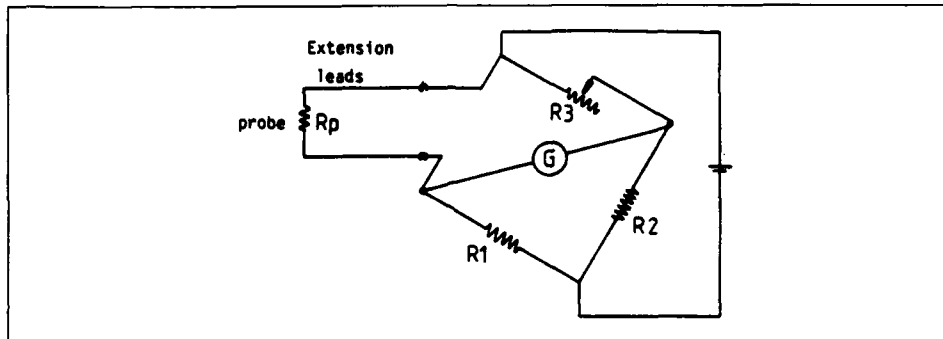 Extension
leads
probe Rp
R3
G
R1
R2